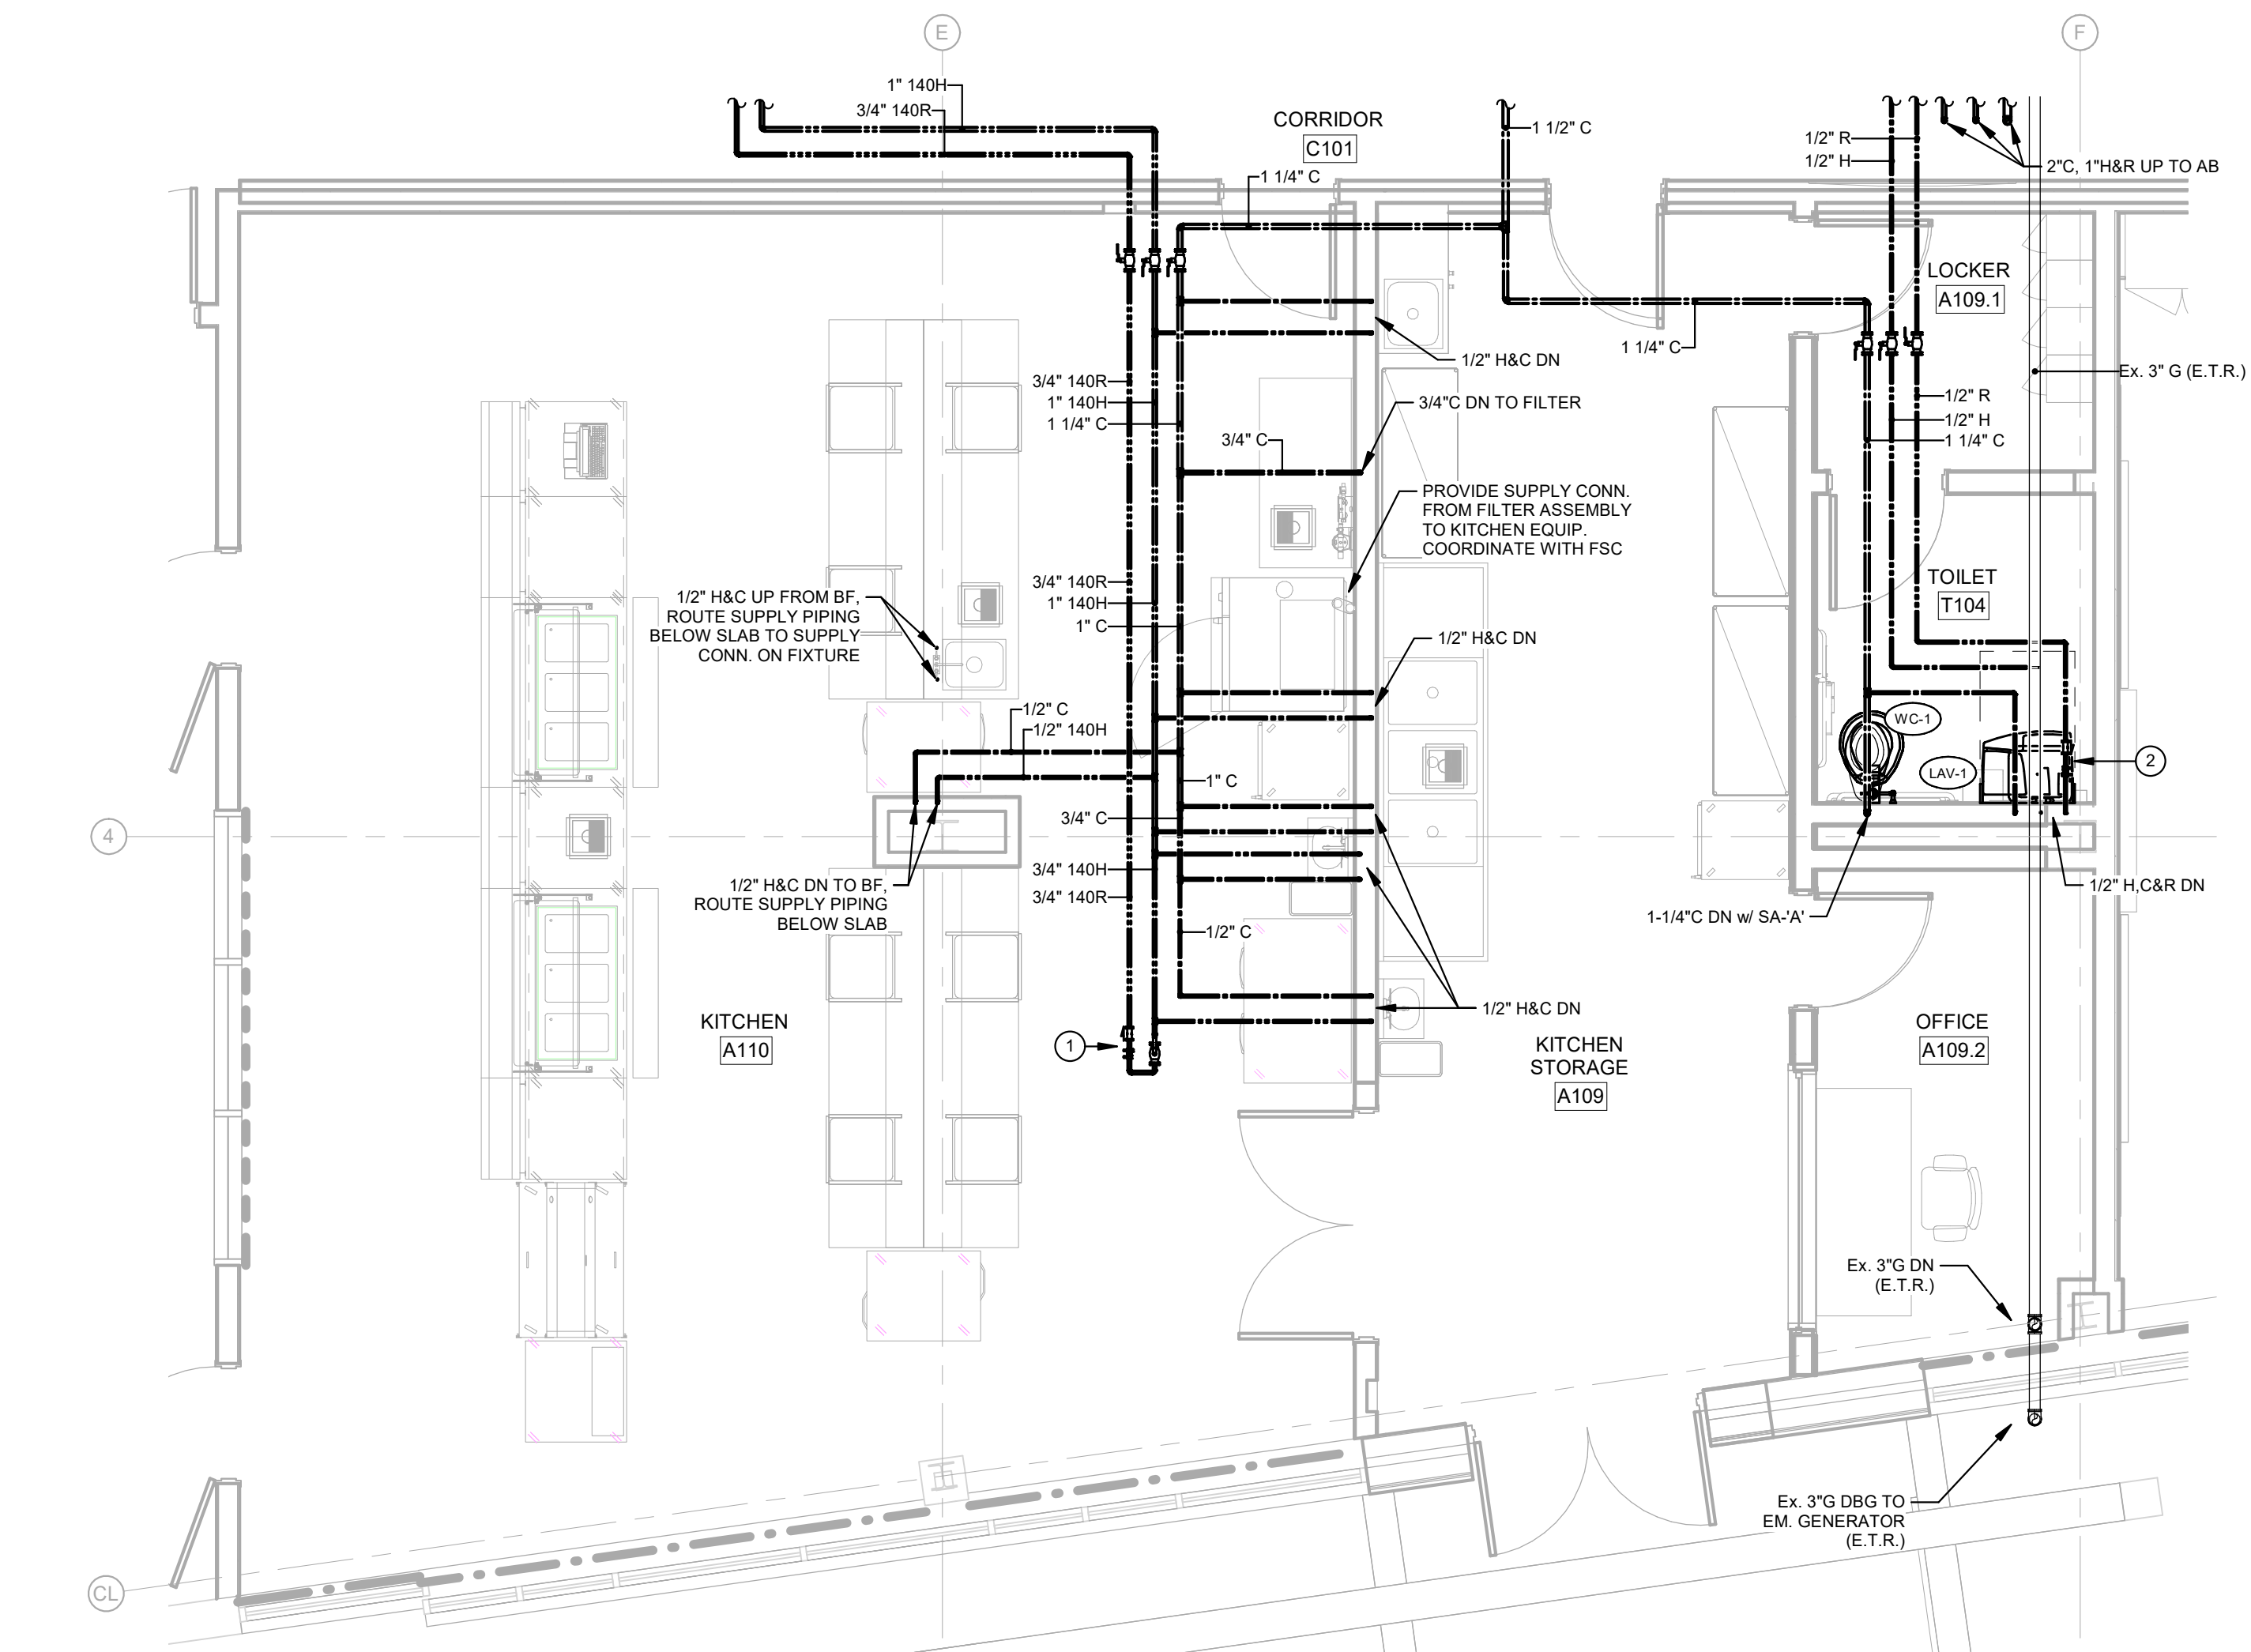 E
F
1" 140H
3/4" 140R
CORRIDOR
C101
1 1/2" C
1/2" R
1/2" H
2"C, 1"H&R UP TO AB
1 1/4" C
LOCKER
A109.1
1 1/4" C
1/2" H&C DN
Ex. 3" G (E.T.R.)
3/4" 140R
1" 140H
1 1/4" C
3/4"C DN TO FILTER
3/4" C
1/2" R
1/2" H
1 1/4" C
PROVIDE SUPPLY CONN.
FROM FILTER ASSEMBLY
TO KITCHEN EQUIP.
COORDINATE WITH FSC
3/4" 140R
1" 140H
1" C
1/2" H&C UP FROM BF,
ROUTE SUPPLY PIPING
BELOW SLAB TO SUPPLY
CONN. ON FIXTURE
TOILET
T104
1/2" H&C DN
1/2" C
1/2" 140H
WC-1
LAV-1
2
1" C
3/4" C
4
3/4" 140H
3/4" 140R
1/2" H&C DN TO BF,
ROUTE SUPPLY PIPING
BELOW SLAB
1/2" H,C&R DN
1-1/4"C DN w/ SA-'A'
1/2" C
1/2" H&C DN
KITCHEN
A110
1
KITCHEN
STORAGE
A109
OFFICE
A109.2
Ex. 3"G DN
(E.T.R.)
Ex. 3"G DBG TO
EM. GENERATOR
(E.T.R.)
CL